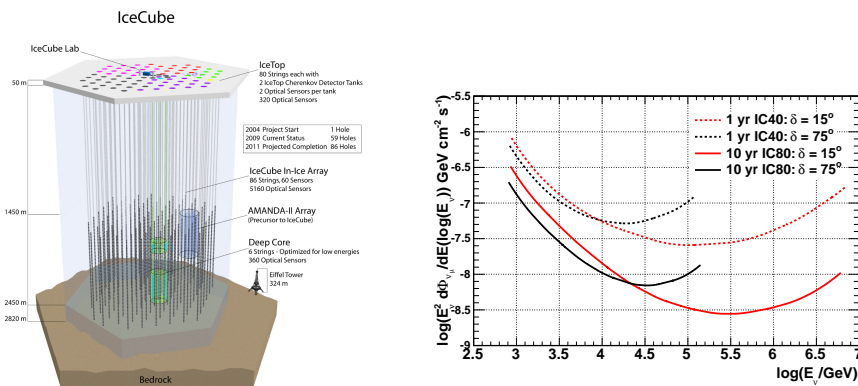 IceCube
IceCube Lab
50 m
1450 m
2450 m
2820 m
IceTop
80 Strings each with
2 IceTop Cherenkov Detector Tanks
2 Optical Sensors per tank
320 Optical Sensors
2004 Project Start 1 Hole
2009 Current Status 59 Holes
2011 Projected Completion 86 Holes
IceCube In-Ice Array
86 Strings, 60 Sensors
5160 Optical Sensors
AMANDA-II Array
(Precursor to IceCube)
Deep Core
6 Strings - Optimized for low energies
360 Optical Sensors
Eiffel Tower
324 m
Bedrock
log(E²ν dΦνμ/dE(log(Eν)) GeV cm⁻² s⁻¹)
-5.5
-6
-6.5
-7
-7.5
-8
-8.5
-9
1 yr IC40: δ = 15°
1 yr IC40: δ = 75°
10 yr IC80: δ = 15°
10 yr IC80: δ = 75°
2.5 3 3.5 4 4.5 5 5.5 6 6.5 7
log(Eν/GeV)